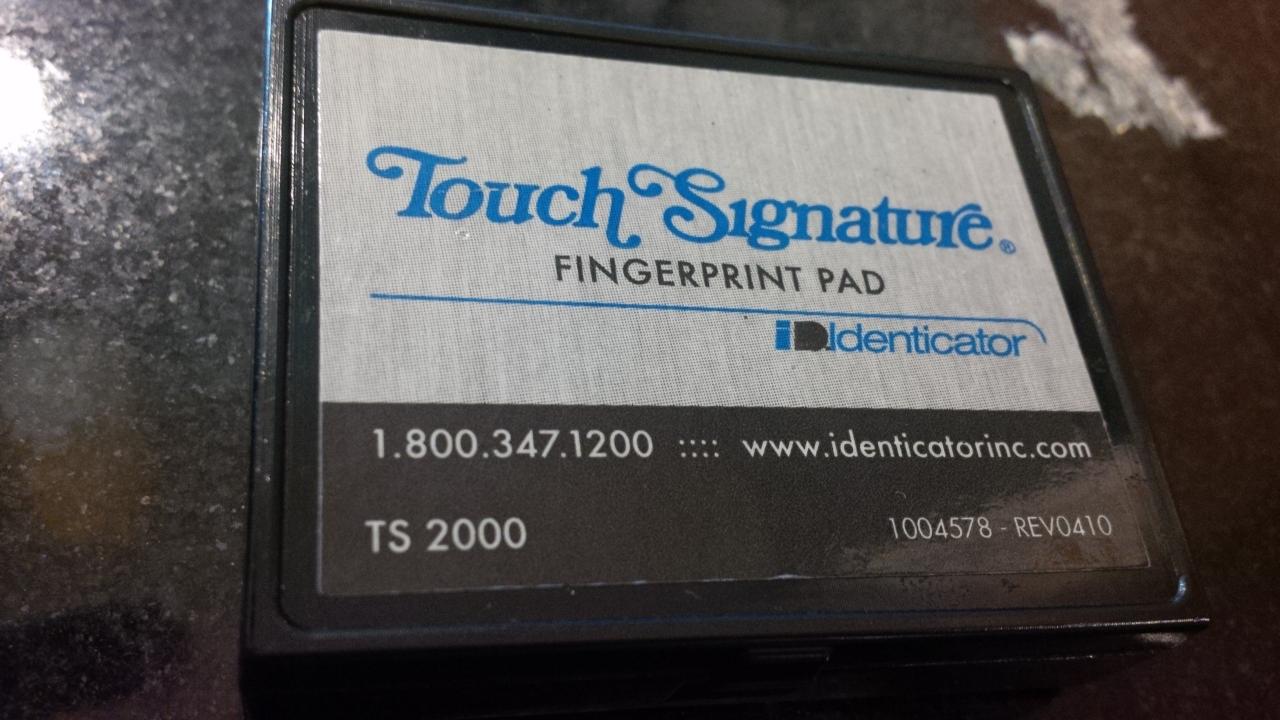 Touch Signature®
FINGERPRINT PAD
iDIdenticator
1.800.347.1200 :::: www.identicatorinc.com
TS 2000
1004578 - REV0410